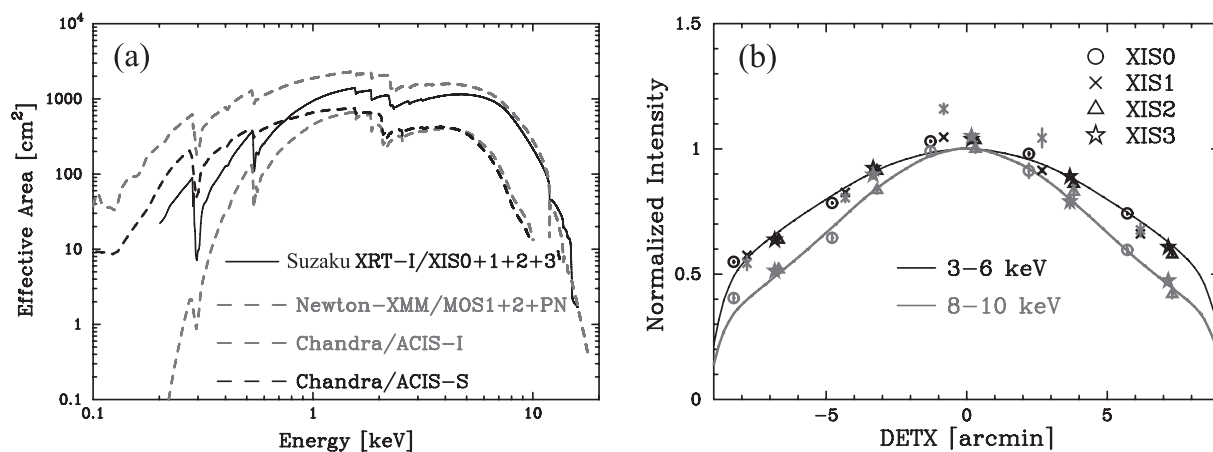 (a)
10⁴
1000
100
10
1
0.1
0.1
1
10
Effective Area [cm²]
Energy [keV]
Suzaku XRT-I/XIS0+1+2+3
Newton-XMM/MOS1+2+PN
Chandra/ACIS-I
Chandra/ACIS-S
(b)
1.5
1
0.5
0
−5
0
5
Normalized Intensity
DETX [arcmin]
XIS0
XIS1
XIS2
XIS3
3-6 keV
8-10 keV